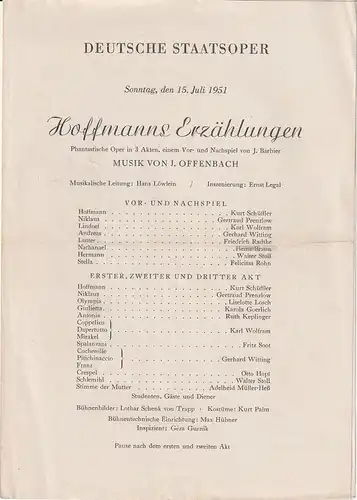 DEUTSCHE STAATSOPER
Sonntag, den 15. Juli 1951
Hoffmanns Erzählungen
Phantastische Oper in 3 Akten, einem Vor- und Nachspiel von J. Barbier
MUSIK VON J. OFFENBACH
Musikalische Leitung: Hans Löwlein / Inszenierung: Ernst Legal
VOR- UND NACHSPIEL
Hoffmann . . . Kurt Schüffler
Niklaus . . . Gertraud Prenzlow
Lindorf . . . Karl Wolfram
Andreas . . . Gerhard Witting
Luther . . . Friedrich Radtke
Nathanael . . . Heinz Braun
Hermann . . . Walter Stoll
Stella . . . Felicitas Rohn
ERSTER, ZWEITER UND DRITTER AKT
Hoffmann . . . Kurt Schüffler
Niklaus . . . Gertraud Prenzlow
Olympia . . . Liselotte Losch
Giulietta . . . Karola Goerlich
Antonia . . . Ruth Keplinger
Coppelius
Dapertutto } . . . Karl Wolfram
Mirakel
Spalanzani . . . Fritz Soot
Cochenille
Pitichinaccio } . . . Gerhard Witting
Franz
Crespel . . . Otto Hopf
Schlemihl . . . Walter Stoll
Stimme der Mutter . . . Adelheid Müller-Heß
Studenten, Gäste und Diener
Bühnenbilder: Lothar Schenk von Trapp · Kostüme: Kurt Palm
Bühnentechnische Einrichtung: Max Hübner
Inspizient: Géza Gurnik
Pause nach dem ersten und zweiten Akt